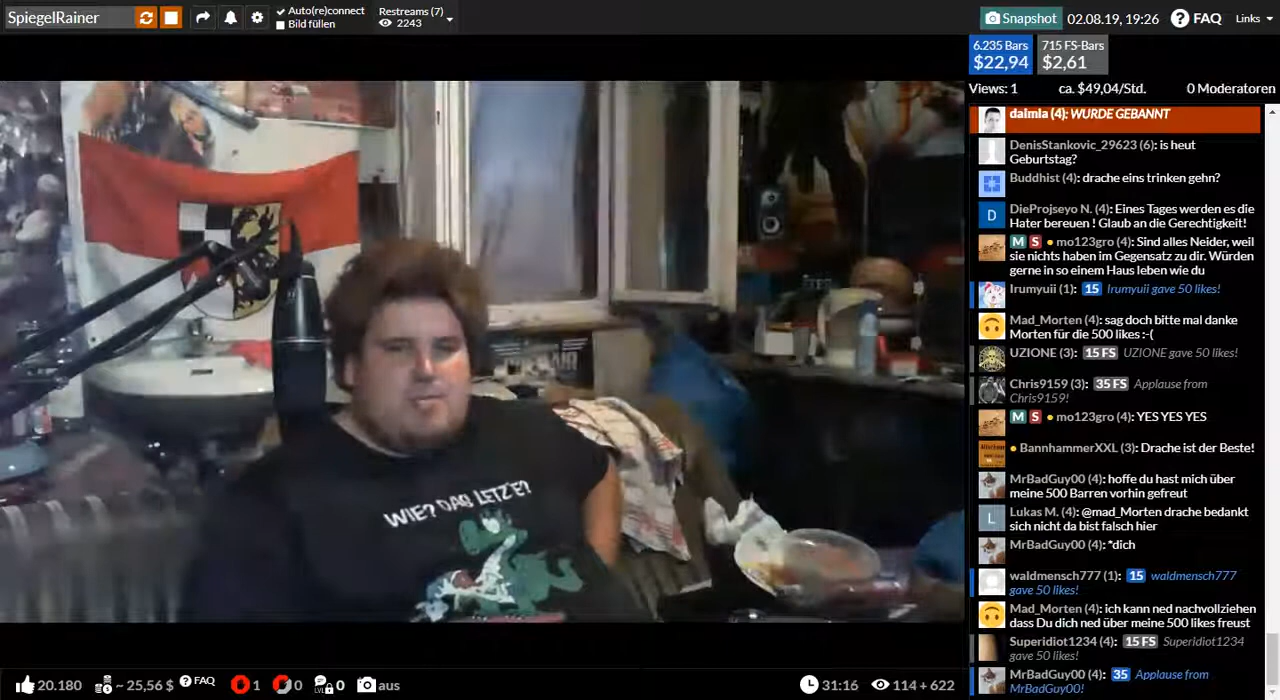 SpiegelRainer
Auto(re)connect
Bild füllen
Restreams (7)
2243
Snapshot
02.08.19, 19:26
FAQ
Links
6.235 Bars
$22,94
715 FS-Bars
$2,61
Views: 1
ca. $49,04/Std.
0 Moderatoren
daimla (4): WURDE GEBANNT
DenisStankovic_29623 (6): is heut
Geburtstag?
Buddhist (4): drache eins trinken gehn?
D
DieProjseyo N. (4): Eines Tages werden es die
Hater bereuen ! Glaub an die Gerechtigkeit!
M S mo123gro (4): Sind alles Neider, weil
sie nichts haben im Gegensatz zu dir. Würden
gerne in so einem Haus leben wie du
Irumyuii (1): 15 Irumyuii gave 50 likes!
Mad_Morten (4): sag doch bitte mal danke
Morten für die 500 likes :-(
UZIONE (3): 15 FS UZIONE gave 50 likes!
Chris9159 (3): 35 FS Applause from
Chris9159!
M S mo123gro (4): YES YES YES
BannhammerXXL (3): Drache ist der Beste!
MrBadGuy00 (4): hoffe du hast mich über
meine 500 Barren vorhin gefreut
L
Lukas M. (4): @mad_Morten drache bedankt
sich nicht da bist falsch hier
MrBadGuy00 (4): *dich
waldmensch777 (1): 15 waldmensch777
gave 50 likes!
Mad_Morten (4): ich kann ned nachvollziehen
dass Du dich ned über meine 500 likes freust
Superidiot1234 (4): 15 FS Superidiot1234
gave 50 likes!
MrBadGuy00 (4): 35 Applause from
MrBadGuy00!
WIE? DAS LETZTE?
20.180
~ 25,56 $
FAQ
1
0
LVL
0
aus
31:16
114 + 622